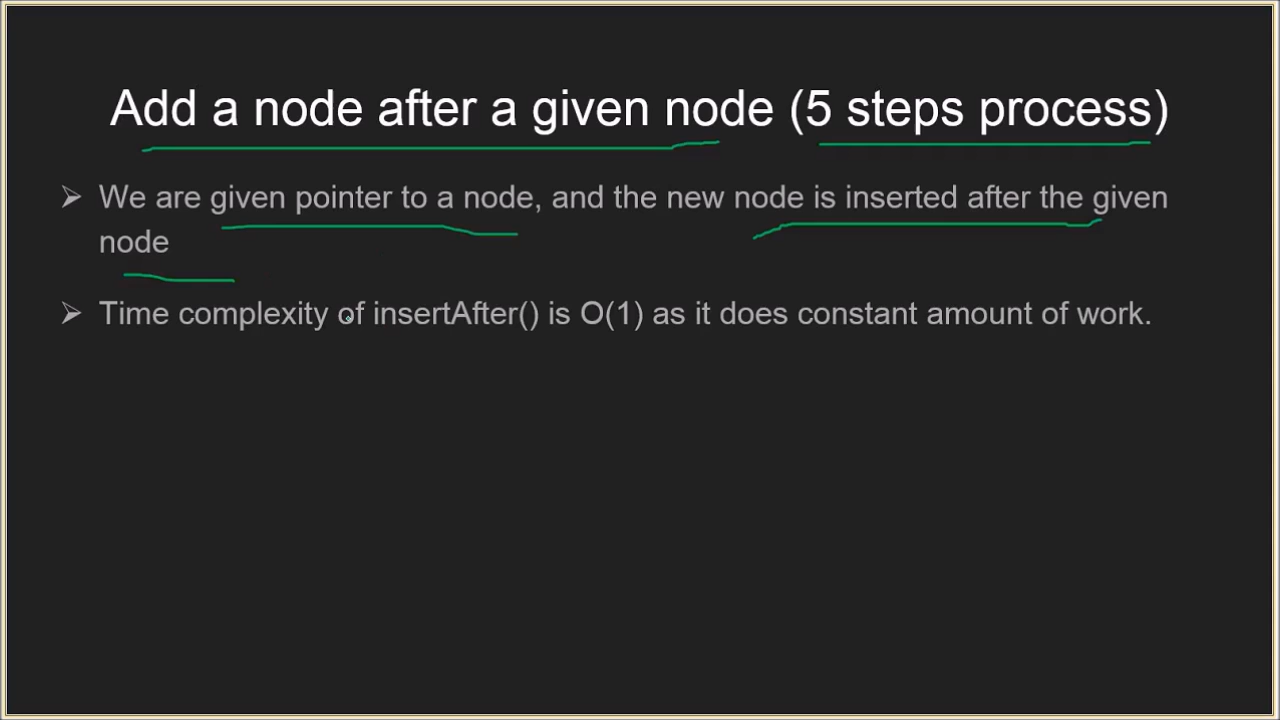 Add a node after a given node (5 steps process)
➢ We are given pointer to a node, and the new node is inserted after the given
node
➢ Time complexity of insertAfter() is O(1) as it does constant amount of work.